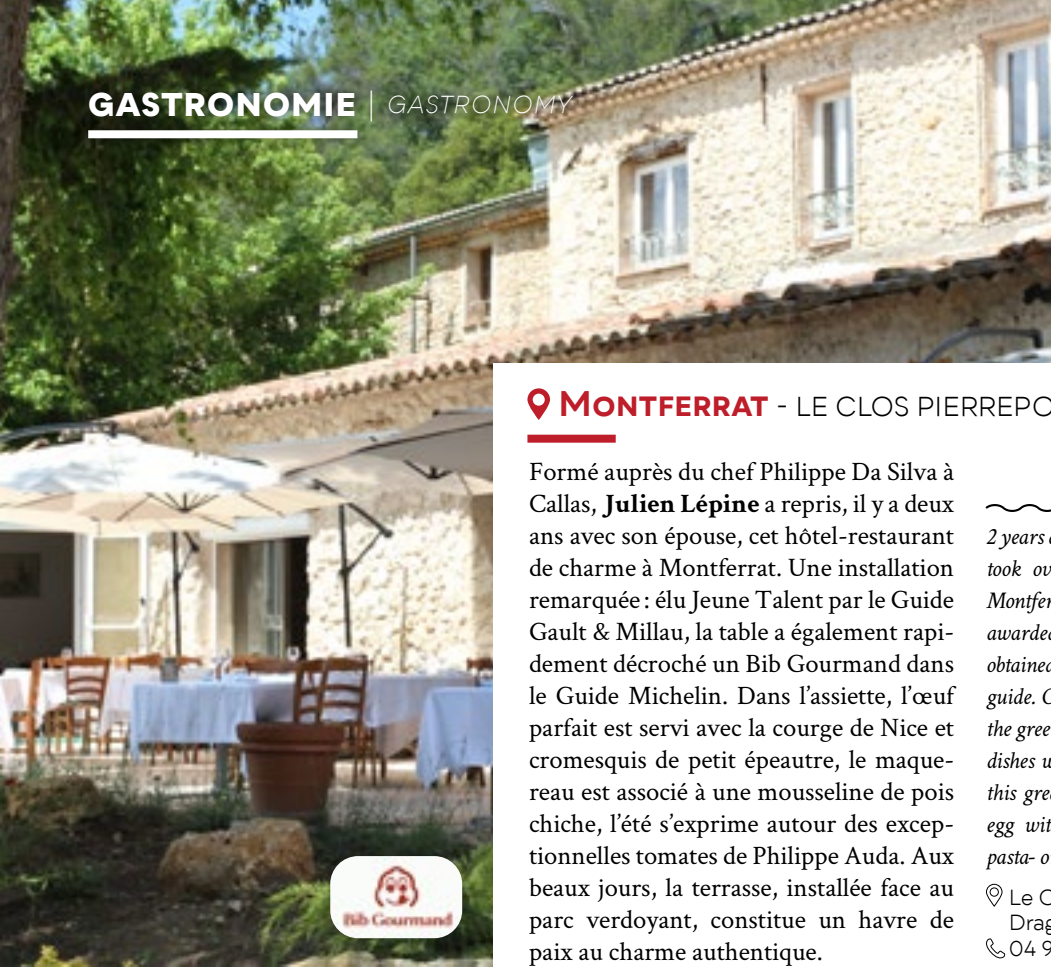 GASTRONOMIE | GASTRONOMY
MONTFERRAT - LE CLOS PIERREPO
Formé auprès du chef Philippe Da Silva à
Callas, Julien Lépine a repris, il y a deux
ans avec son épouse, cet hôtel-restaurant
de charme à Montferrat. Une installation
remarquée : élu Jeune Talent par le Guide
Gault & Millau, la table a également rapi-
dement décroché un Bib Gourmand dans
le Guide Michelin. Dans l’assiette, l’œuf
parfait est servi avec la courge de Nice et
cromesquis de petit épeautre, le maque-
reau est associé à une mousseline de pois
chiche, l’été s’exprime autour des excep-
tionnelles tomates de Philippe Auda. Aux
beaux jours, la terrasse, installée face au
parc verdoyant, constitue un havre de
paix au charme authentique.
2 years
took
Montfer
awarded
obtained
guide.
the gree
dishes
this gre
egg wit
pasta-
Le C
Drag
04 9
Bib Gourmand